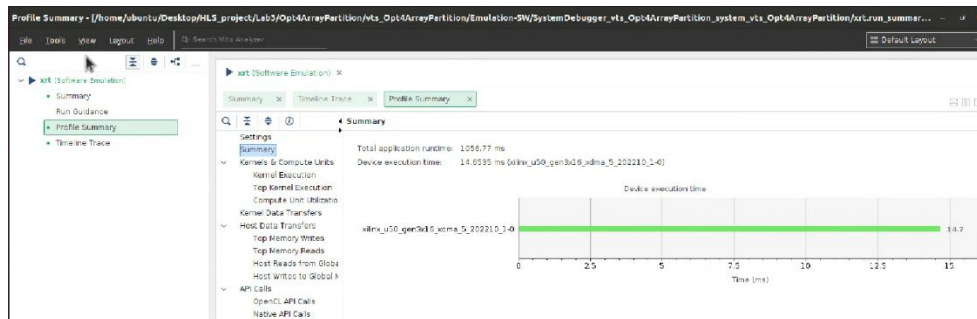 Profile Summary - [/home/ubuntu/Desktop/HLS_project/Lab3/Opt4ArrayPartition/vts_Opt4ArrayPartition/Emulation-SW/SystemDebugger_vts_Opt4ArrayPartition_system_vts_Opt4ArrayPartition/xrt.run_summar...
File Tools View Layout Help Search Vitis Analyzer Default Layout
xrt (Software Emulation)
Summary
Run Guidance
Profile Summary
Timeline Trace
xrt (Software Emulation) ×
Summary × Timeline Trace × Profile Summary ×
Summary
Settings
Summary
Kernels & Compute Units
Kernel Execution
Top Kernel Execution
Compute Unit Utilizatio
Kernel Data Transfers
Host Data Transfers
Top Memory Writes
Top Memory Reads
Host Reads from Globa
Host Writes to Global M
API Calls
OpenCL API Calls
Native API Calls
Total application runtime: 1056.77 ms
Device execution time: 14.6535 ms (xilinx_u50_gen3x16_xdma_5_202210_1-0)
Device execution time
xilinx_u50_gen3x16_xdma_5_202210_1-0
14.7
0 2.5 5 7.5 10 12.5 15
Time (ms)